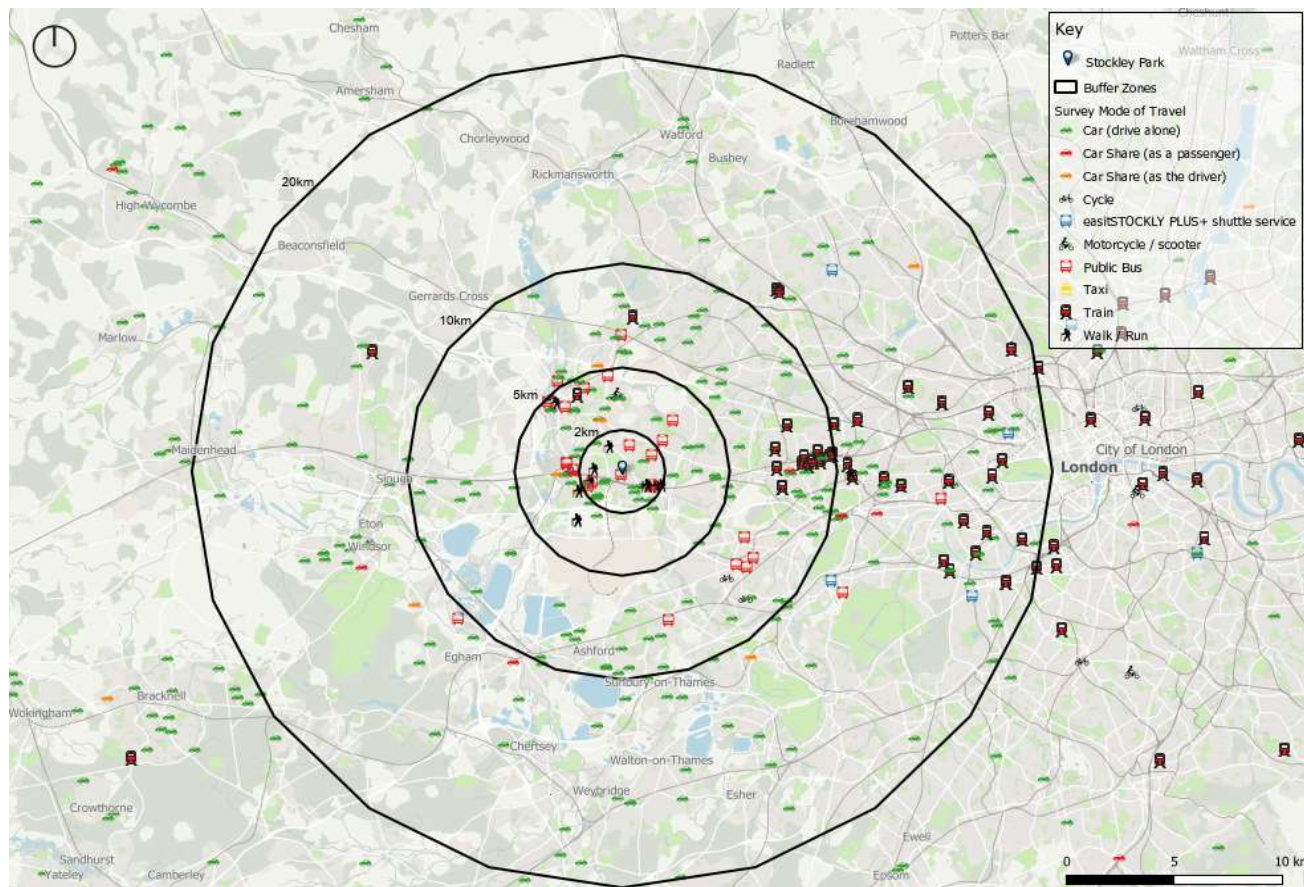 Chesham
Potters Bar
Cheshunt
Radlett
Waltham Cross
Amersham
Borehamwood
Chorleywood
Watford
Bushey
Rickmansworth
20km
High Wycombe
Beaconsfield
Gerrards Cross
10km
Marlow
5km
2km
Maidenhead
Slough
City of London
London
Eton
Windsor
Egham
Ashford
Sunbury-on-Thames
Bracknell
Wokingham
Chertsey
Walton-on-Thames
Weybridge
Esher
Crowthorne
Ewell
Sandhurst
Yateley
Camberley
Epsom
Key
Stockley Park
Buffer Zones
Survey Mode of Travel
Car (drive alone)
Car Share (as a passenger)
Car Share (as the driver)
Cycle
easitSTOCKLY PLUS+ shuttle service
Motorcycle / scooter
Public Bus
Taxi
Train
Walk / Run
0 5 10 km